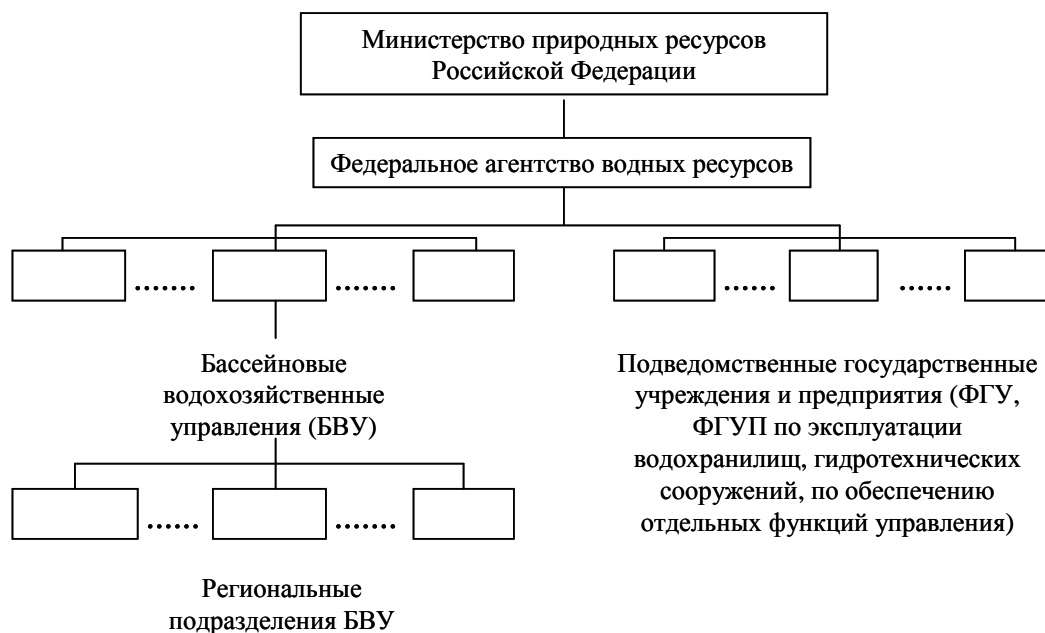 Министерство природных ресурсов
Российской Федерации
Федеральное агентство водных ресурсов
Бассейновые
водохозяйственные
управления (БВУ)
Подведомственные государственные
учреждения и предприятия (ФГУ,
ФГУП по эксплуатации
водохранилищ, гидротехнических
сооружений, по обеспечению
отдельных функций управления)
Региональные
подразделения БВУ